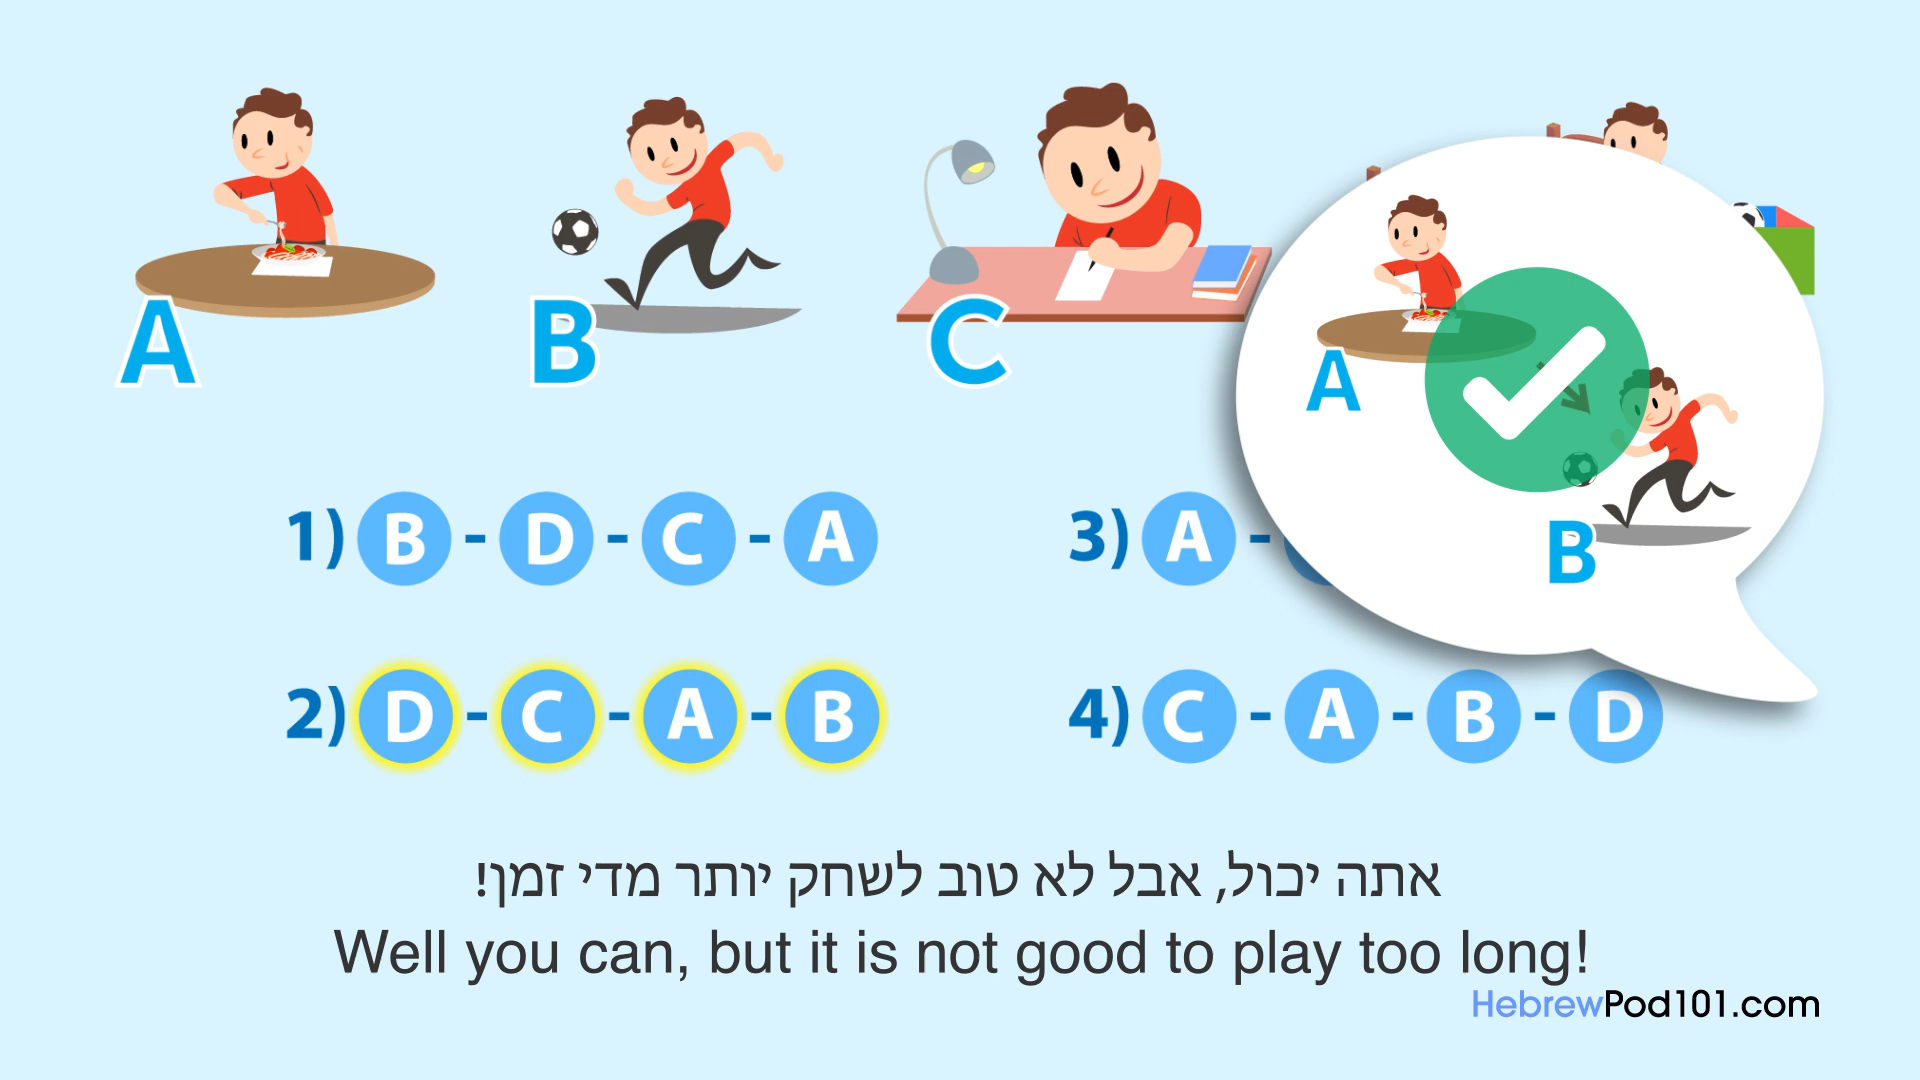 A
B
C
A
B
1) B - D - C - A
3) A -
2) D - C - A - B
4) C - A - B - D
אתה יכול, אבל לא טוב לשחק יותר מדי זמן!
Well you can, but it is not good to play too long!
HebrewPod101.com